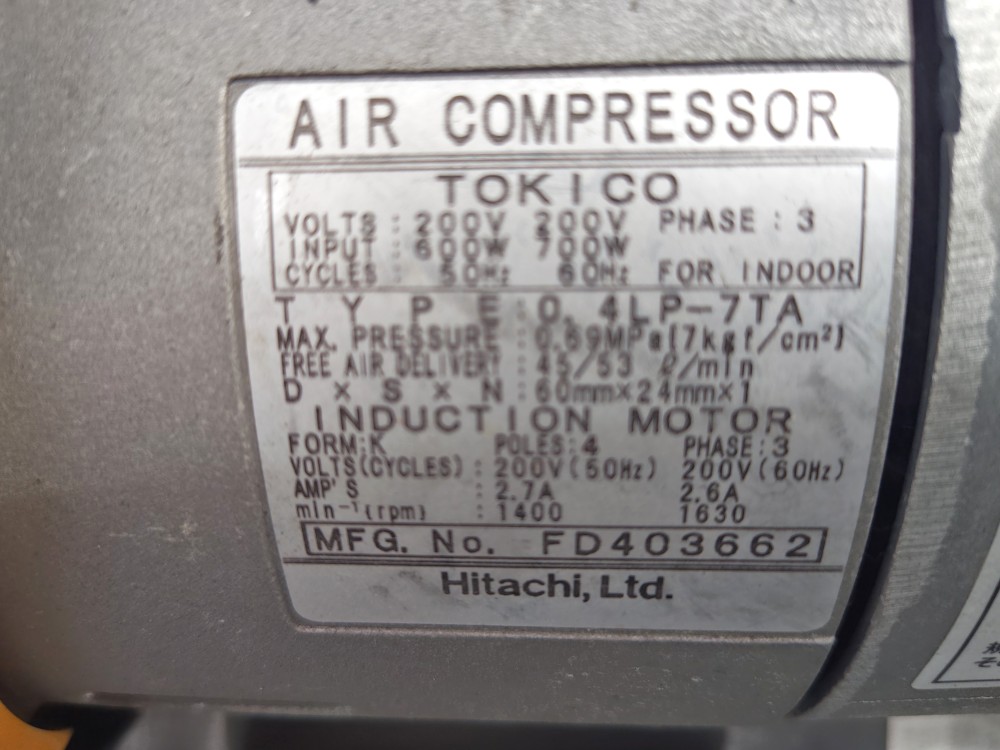 AIR COMPRESSOR
TOKICO
VOLTS : 200V 200V PHASE : 3
INPUT : 600W 700W
CYCLES : 50Hz 60Hz FOR INDOOR
T Y P E : 0.4LP-7TA
MAX. PRESSURE : 0.69MPa{7kgf/cm²}
FREE AIR DELIVERY : 45/53 ℓ/min
D × S × N : 60mm×24mm×1
INDUCTION MOTOR
FORM:K POLES:4 PHASE:3
VOLTS(CYCLES) : 200V(50Hz) 200V(60Hz)
AMP'S : 2.7A 2.6A
min⁻¹{rpm} : 1400 1630
MFG. No. FD403662
Hitachi, Ltd.